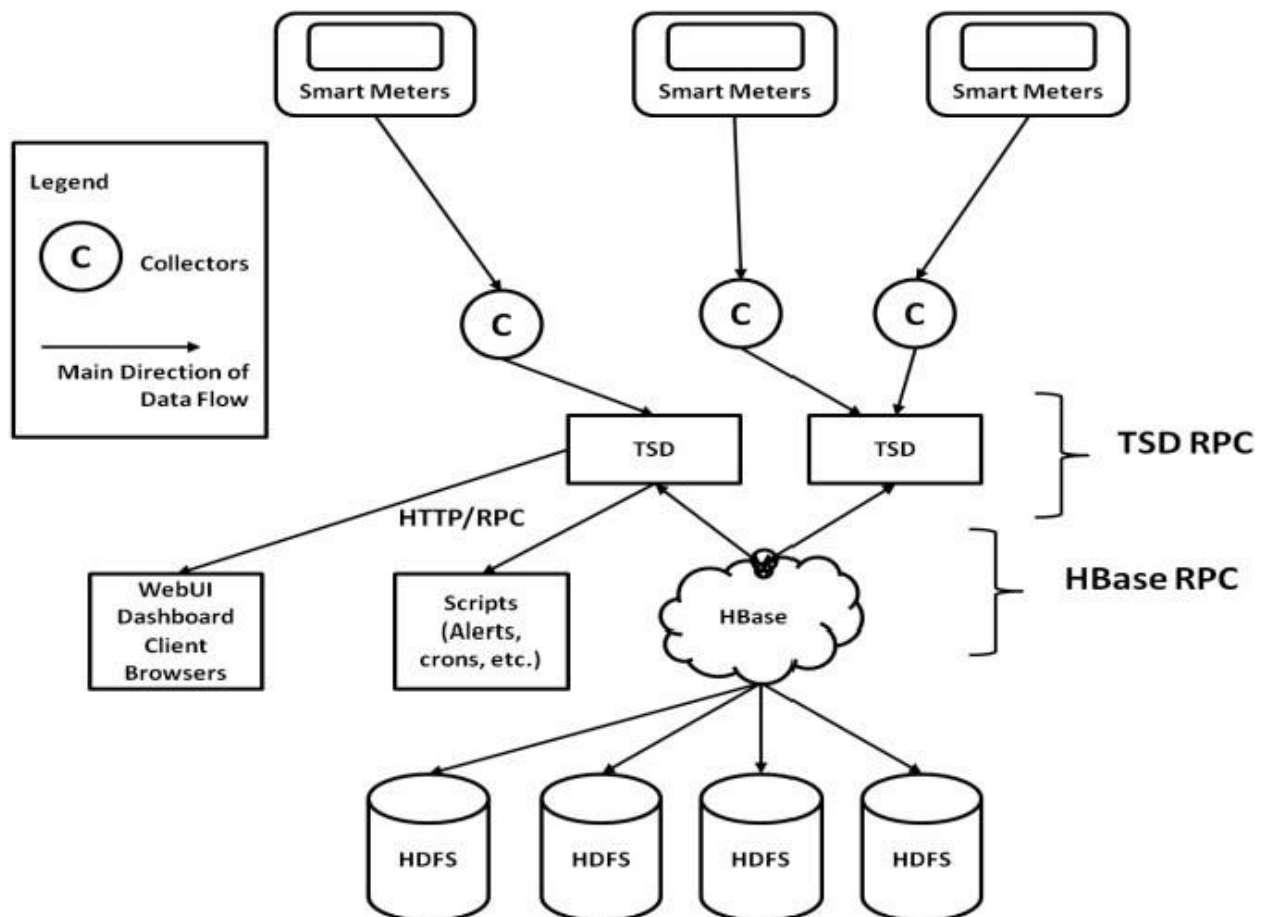 Smart Meters
Smart Meters
Smart Meters
Legend
C
Collectors
Main Direction of
Data Flow
C
C
C
TSD
TSD
TSD RPC
HTTP/RPC
HBase RPC
WebUI
Dashboard
Client
Browsers
Scripts
(Alerts,
crons, etc.)
HBase
HDFS
HDFS
HDFS
HDFS